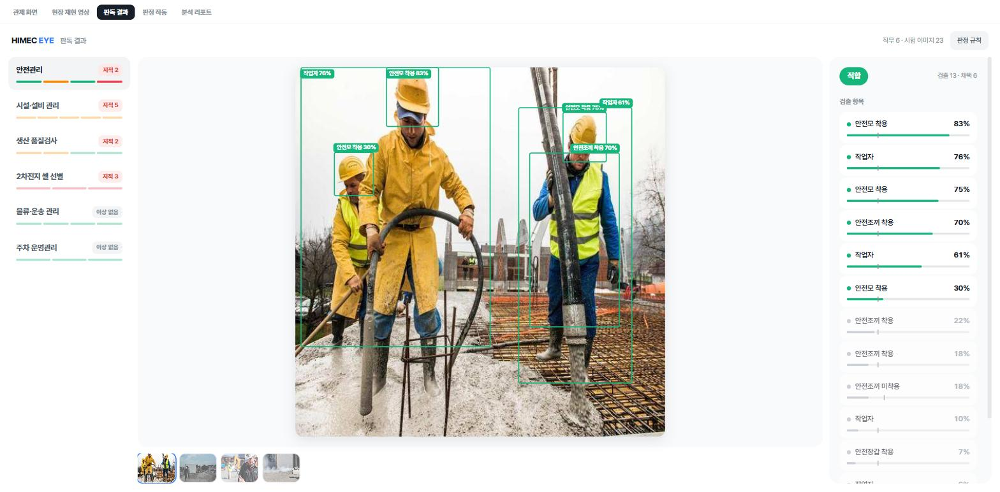 관제 화면 현장 재현 영상 판독 결과 판정 작동 분석 리포트
HIMEC EYE 판독 결과
직무 6 · 시험 이미지 23 판정 규칙
안전관리 지적 2
시설·설비 관리 지적 5
생산 품질검사 지적 2
2차전지 셀 선별 지적 3
물류·운송 관리 이상 없음
주차 운영관리 이상 없음
작업자 76%
안전모 착용 83%
작업자 61%
안전모 착용 75%
안전모 착용 30%
안전조끼 착용 70%
적합 검출 13 · 채택 6
검출 항목
안전모 착용 83%
작업자 76%
안전모 착용 75%
안전조끼 착용 70%
작업자 61%
안전모 착용 30%
안전조끼 착용 22%
안전조끼 착용 18%
안전조끼 미착용 18%
작업자 10%
안전장갑 착용 7%